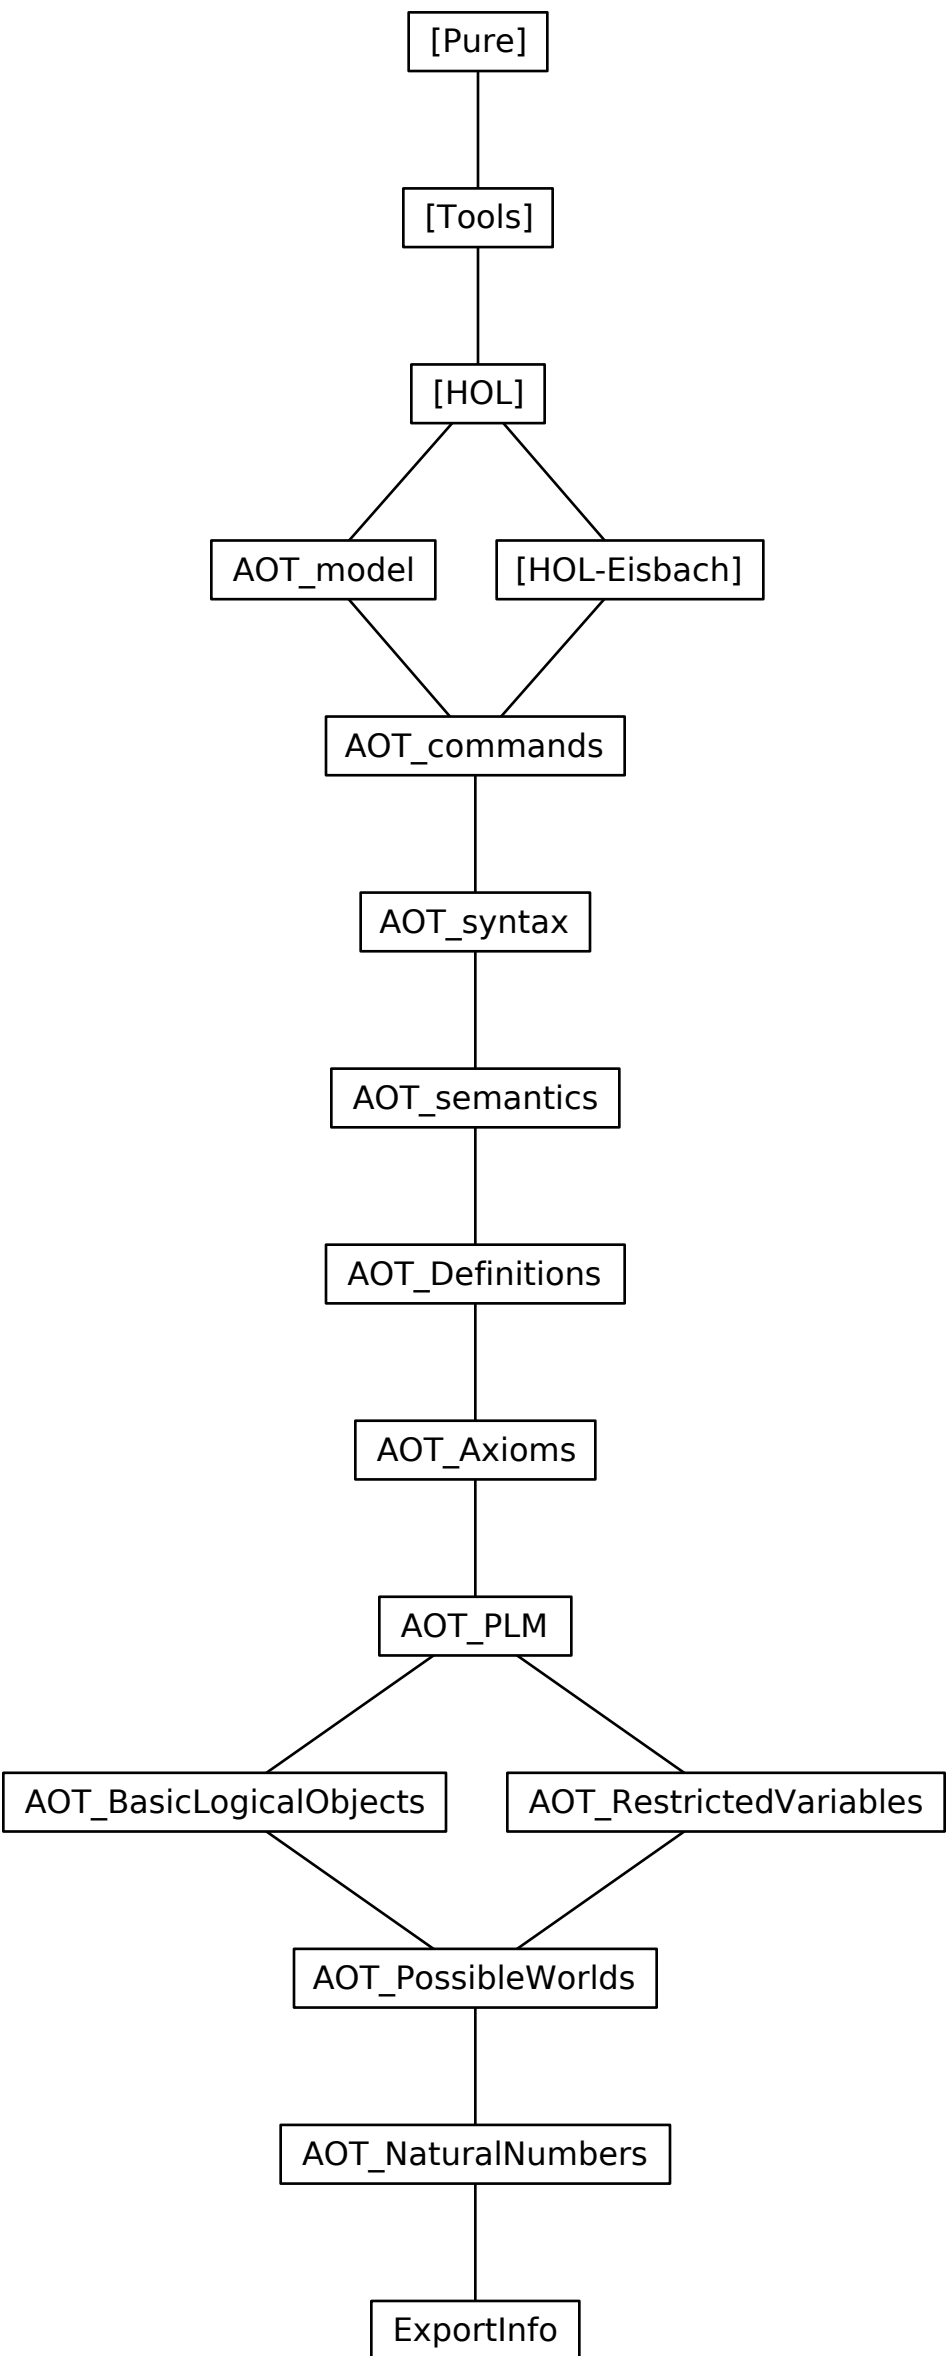 [Pure]
[Tools]
[HOL]
AOT_model
[HOL-Eisbach]
AOT_commands
AOT_syntax
AOT_semantics
AOT_Definitions
AOT_Axioms
AOT_PLM
AOT_BasicLogicalObjects
AOT_RestrictedVariables
AOT_PossibleWorlds
AOT_NaturalNumbers
ExportInfo